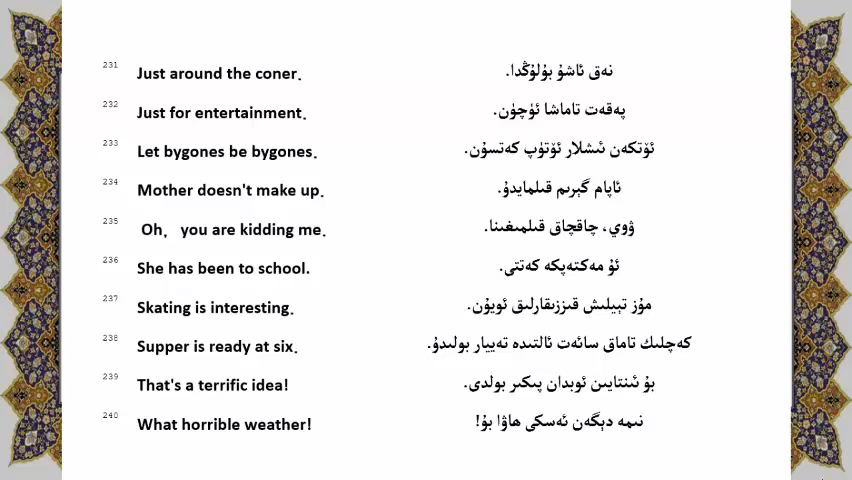 231 Just around the coner. نەق ئاشۇ بۇلۇڭدا.
232 Just for entertainment. پەقەت تاماشا ئۈچۈن.
233 Let bygones be bygones. ئۆتكەن ئىشلار ئۆتۈپ كەتسۇن.
234 Mother doesn't make up. ئاپام گېرىم قىلمايدۇ.
235 Oh, you are kidding me. ۋوي، چاقچاق قىلمىغىنا.
236 She has been to school. ئۇ مەكتەپكە كەتتى.
237 Skating is interesting. مۇز تېيىلىش قىززىقارلىق ئويۇن.
238 Supper is ready at six. كەچلىك تاماق سائەت ئالتىدە تەييار بولىدۇ.
239 That's a terrific idea! بۇ ئىنتايىن ئوبدان پىكىر بولدى.
240 What horrible weather! نىمە دېگەن ئەسكى ھاۋا بۇ!